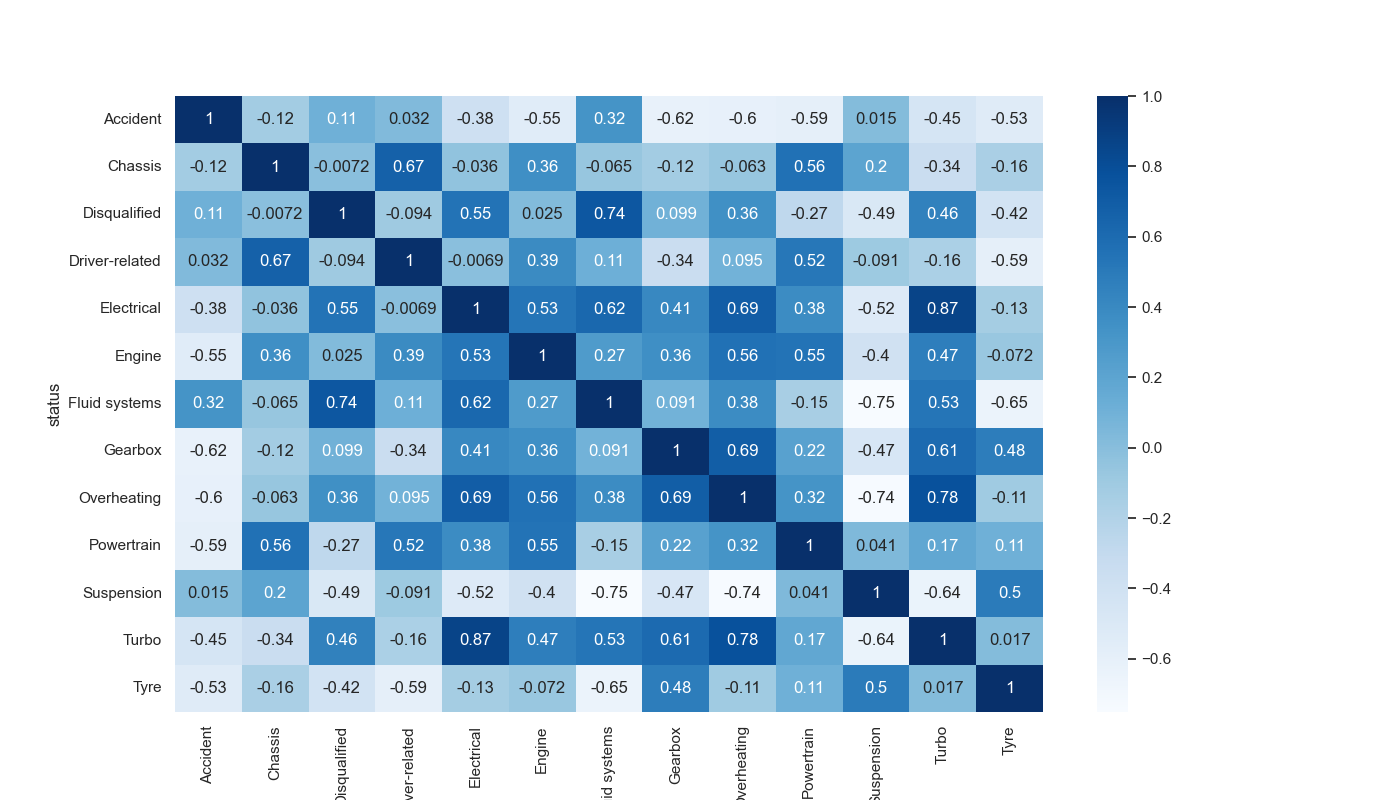 Accident 1 -0.12 0.11 0.032 -0.38 -0.55 0.32 -0.62 -0.6 -0.59 0.015 -0.45 -0.53
Chassis -0.12 1 -0.0072 0.67 -0.036 0.36 -0.065 -0.12 -0.063 0.56 0.2 -0.34 -0.16
Disqualified 0.11 -0.0072 1 -0.094 0.55 0.025 0.74 0.099 0.36 -0.27 -0.49 0.46 -0.42
Driver-related 0.032 0.67 -0.094 1 -0.0069 0.39 0.11 -0.34 0.095 0.52 -0.091 -0.16 -0.59
Electrical -0.38 -0.036 0.55 -0.0069 1 0.53 0.62 0.41 0.69 0.38 -0.52 0.87 -0.13
Engine -0.55 0.36 0.025 0.39 0.53 1 0.27 0.36 0.56 0.55 -0.4 0.47 -0.072
status
Fluid systems 0.32 -0.065 0.74 0.11 0.62 0.27 1 0.091 0.38 -0.15 -0.75 0.53 -0.65
Gearbox -0.62 -0.12 0.099 -0.34 0.41 0.36 0.091 1 0.69 0.22 -0.47 0.61 0.48
Overheating -0.6 -0.063 0.36 0.095 0.69 0.56 0.38 0.69 1 0.32 -0.74 0.78 -0.11
Powertrain -0.59 0.56 -0.27 0.52 0.38 0.55 -0.15 0.22 0.32 1 0.041 0.17 0.11
Suspension 0.015 0.2 -0.49 -0.091 -0.52 -0.4 -0.75 -0.47 -0.74 0.041 1 -0.64 0.5
Turbo -0.45 -0.34 0.46 -0.16 0.87 0.47 0.53 0.61 0.78 0.17 -0.64 1 0.017
Tyre -0.53 -0.16 -0.42 -0.59 -0.13 -0.072 -0.65 0.48 -0.11 0.11 0.5 0.017 1
Accident Chassis Disqualified ver-related Electrical Engine id systems Gearbox Overheating Powertrain Suspension Turbo Tyre
1.0
0.8
0.6
0.4
0.2
0.0
−0.2
−0.4
−0.6